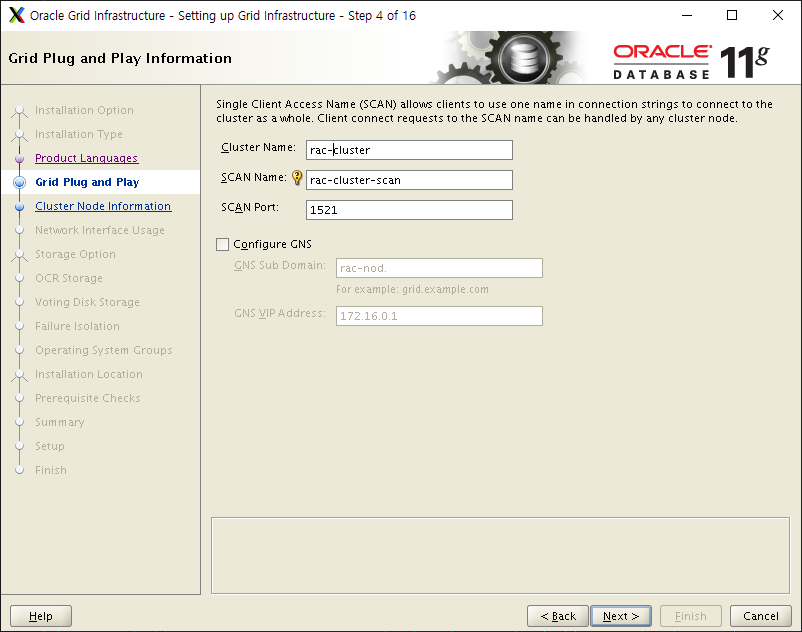 Oracle Grid Infrastructure - Setting up Grid Infrastructure - Step 4 of 16
Grid Plug and Play Information
ORACLE
DATABASE
11g
Installation Option
Installation Type
Product Languages
Grid Plug and Play
Cluster Node Information
Network Interface Usage
Storage Option
OCR Storage
Voting Disk Storage
Failure Isolation
Operating System Groups
Installation Location
Prerequisite Checks
Summary
Setup
Finish
Single Client Access Name (SCAN) allows clients to use one name in connection strings to connect to the
cluster as a whole. Client connect requests to the SCAN name can be handled by any cluster node.
Cluster Name: rac-cluster
SCAN Name: rac-cluster-scan
SCAN Port: 1521
Configure GNS
GNS Sub Domain: rac-nod.
For example: grid.example.com
GNS VIP Address: 172.16.0.1
Help < Back Next > Finish Cancel